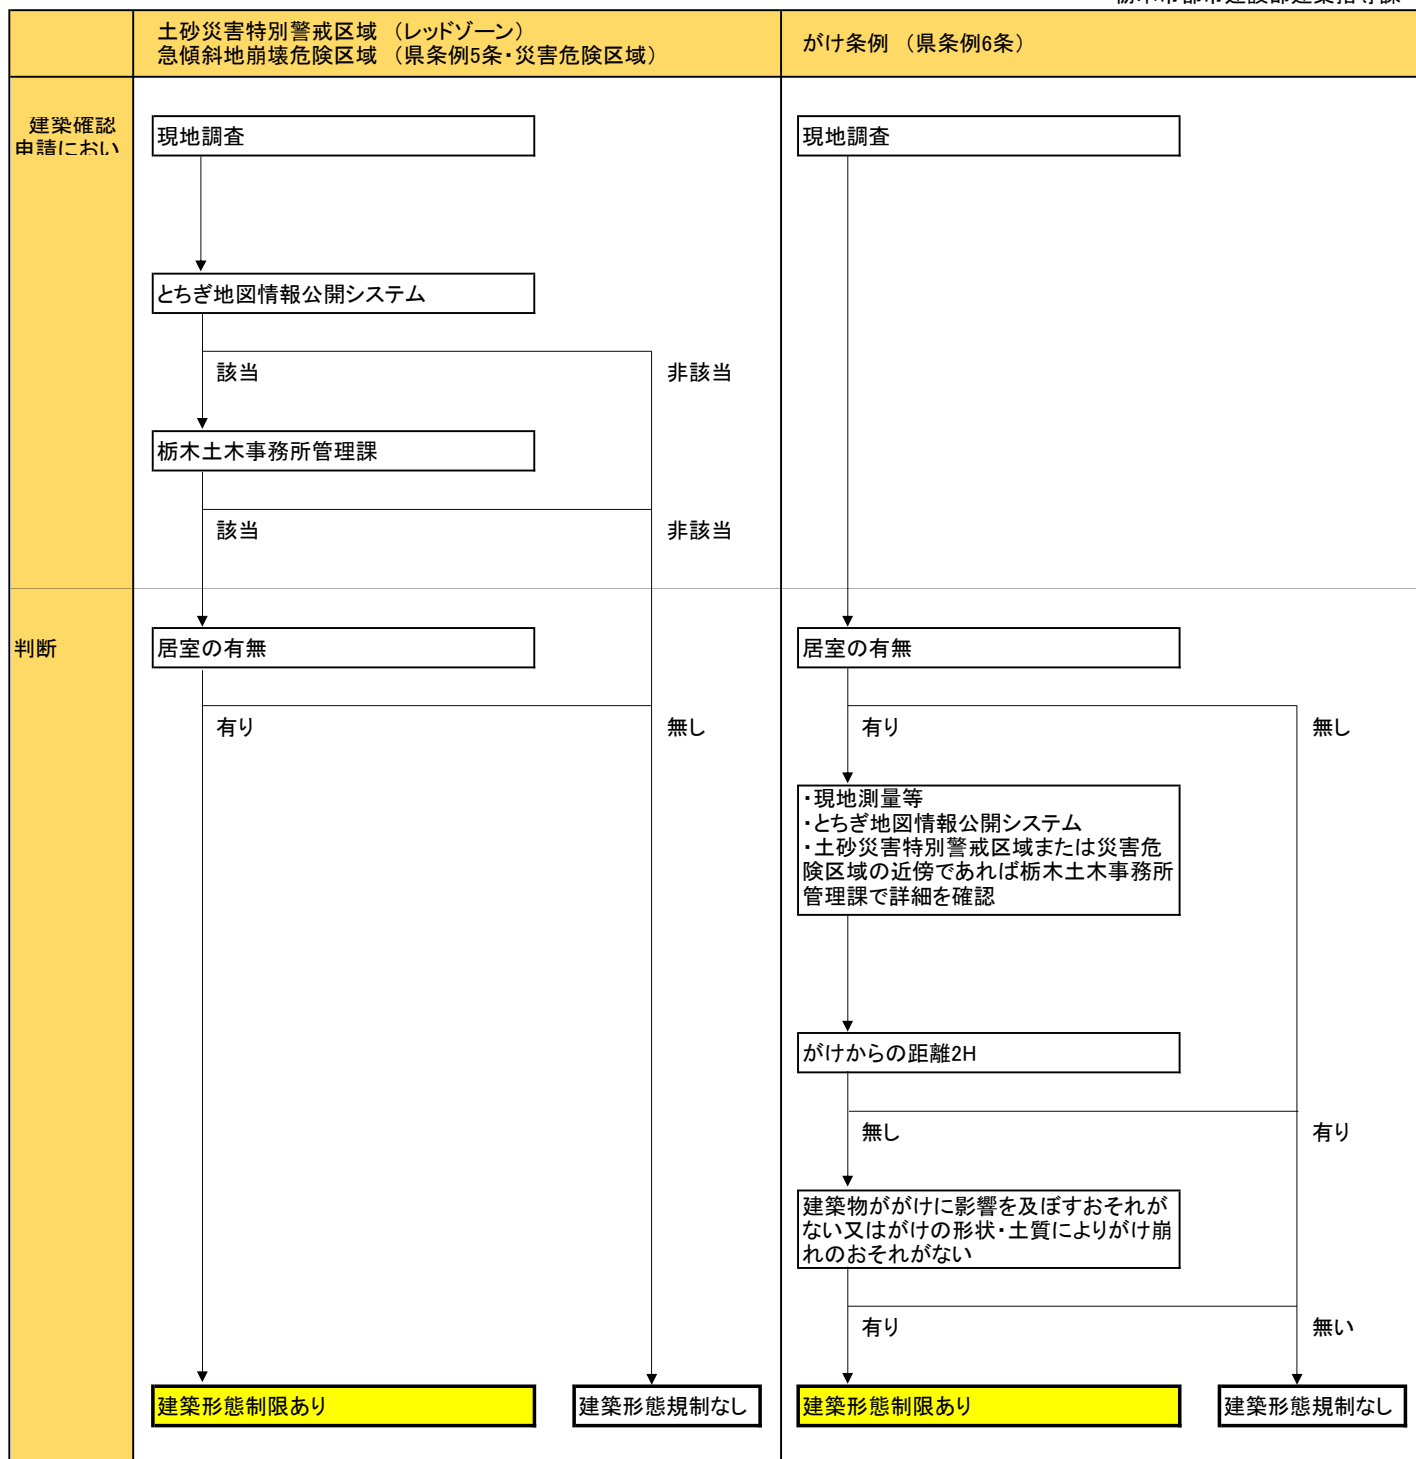 土砂災害特別警戒区域 （レッドゾーン）
急傾斜地崩壊危険区域 （県条例5条・災害危険区域）
がけ条例 （県条例6条）
建築確認
申請におい
現地調査
とちぎ地図情報公開システム
該当
非該当
栃木土木事務所管理課
該当
非該当
現地調査
判断
居室の有無
有り
無し
建築形態制限あり
建築形態規制なし
居室の有無
有り
無し
・現地測量等
・とちぎ地図情報公開システム
・土砂災害特別警戒区域または災害危
険区域の近傍であれば栃木土木事務所
管理課で詳細を確認
がけからの距離2H
無し
有り
建築物ががけに影響を及ぼすおそれが
ない又はがけの形状・土質によりがけ崩
れのおそれがない
有り
無い
建築形態制限あり
建築形態規制なし